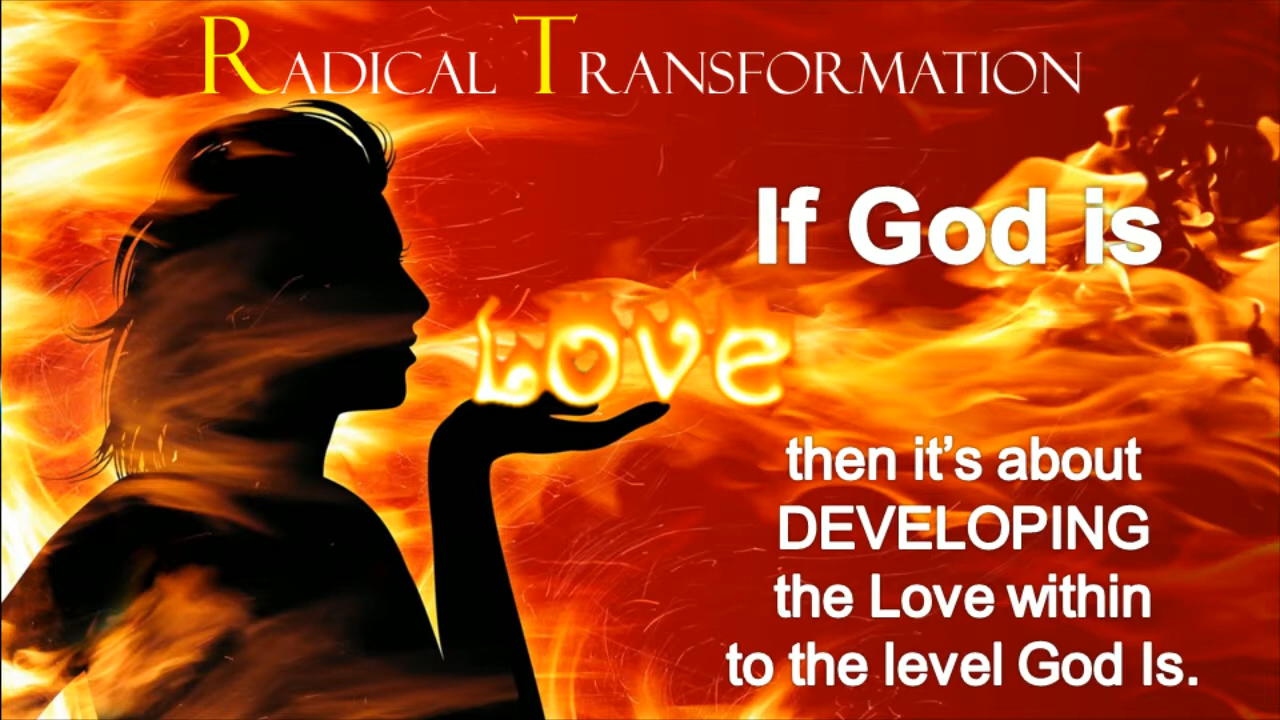 RADICAL TRANSFORMATION
If God is
LOVE
then it's about
DEVELOPING
the Love within
to the level God Is.